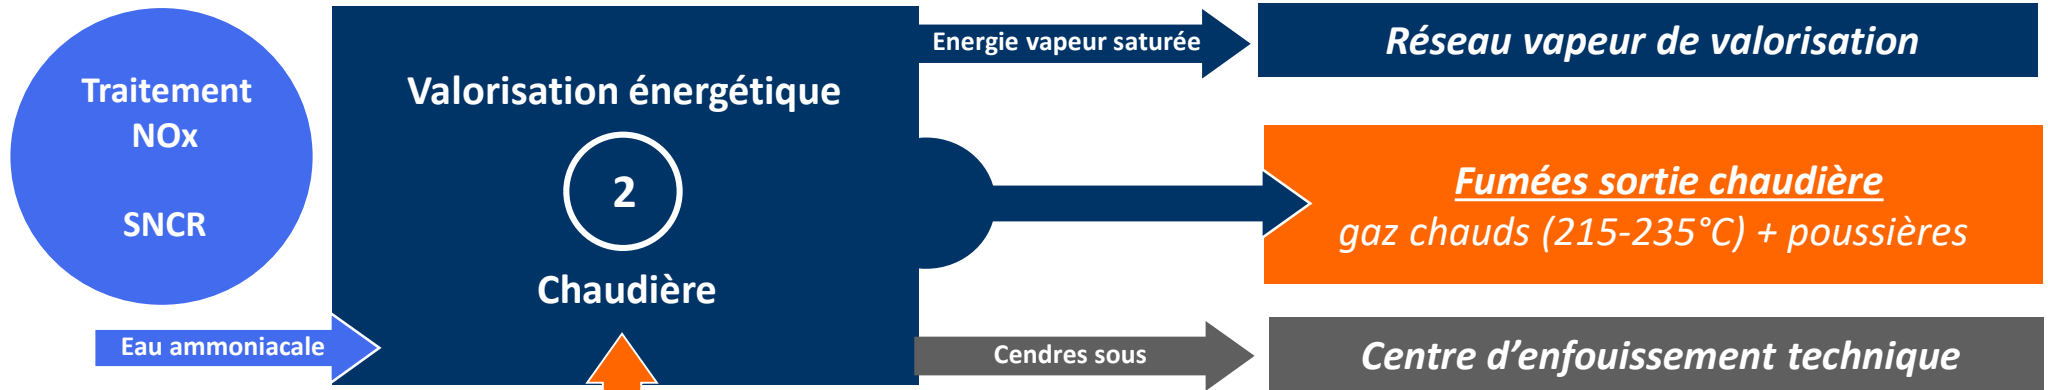 Traitement
NOx
SNCR
Eau ammoniacale
Valorisation énergétique
2
Chaudière
Energie vapeur saturée
Réseau vapeur de valorisation
Fumées sortie chaudière
gaz chauds (215-235°C) + poussières
Cendres sous
Centre d’enfouissement technique